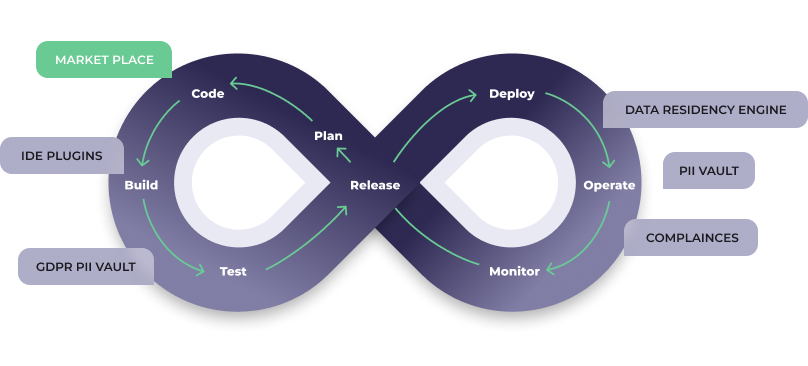 MARKET PLACE
Code
Deploy
DATA RESIDENCY ENGINE
Plan
IDE PLUGINS
PII VAULT
Build
Release
Operate
COMPLAINCES
GDPR PII VAULT
Test
Monitor